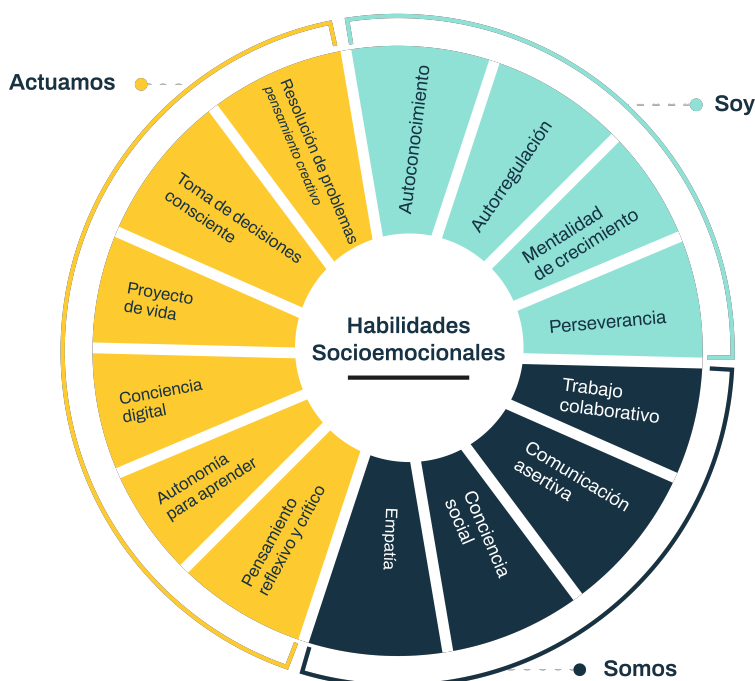 Actuamos
Soy
Somos
Habilidades
Socioemocionales
Autoconocimiento
Autorregulación
Mentalidad
de crecimiento
Perseverancia
Trabajo
colaborativo
Comunicación
asertiva
Conciencia
social
Empatía
Pensamiento
reflexivo y crítico
Autonomía
para aprender
Conciencia
digital
Proyecto
de vida
Toma de decisiones
consciente
Resolución de problemas
pensamiento creativo